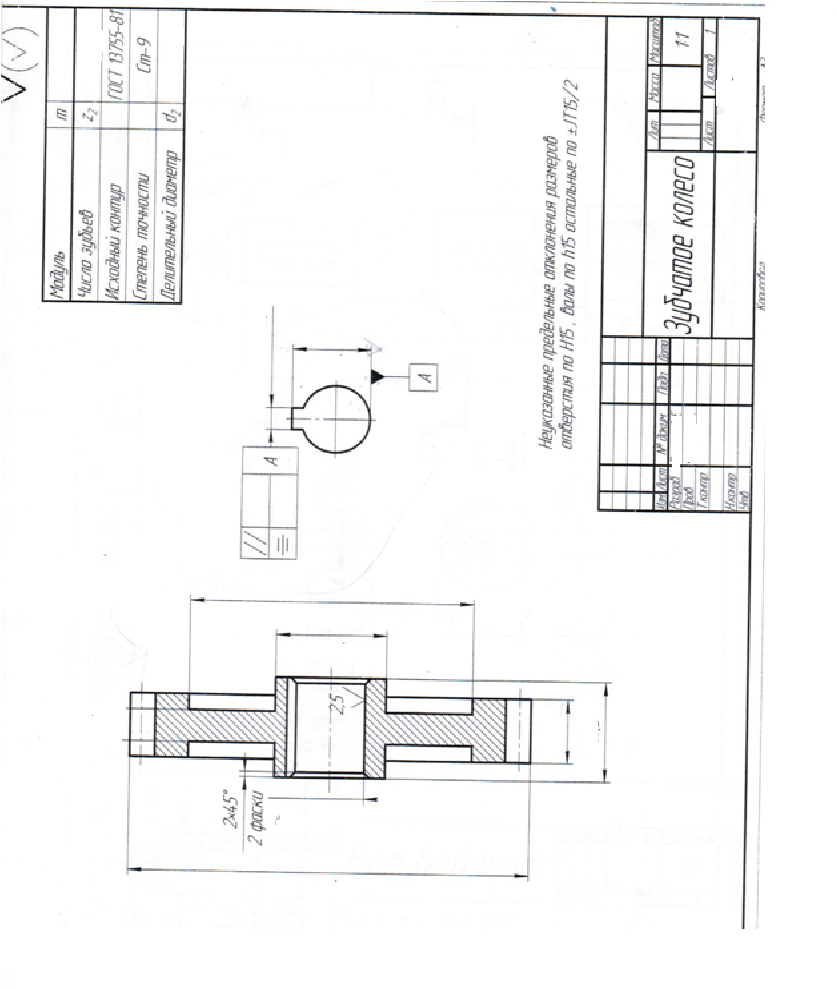 √(√)
Модуль m
Число зубьев z₂
Исходный контур ГОСТ 13755-81
Степень точности Ст-9
Делительный диаметр d₂
// A
A
2x45°
2 фаски
2.5
Неуказанные предельные отклонения размеров
отверстия по H15, валы по h15 остальные по ±JT15/2
Изм Лист № докум Подп Дата
Разраб
Пров
Т.контр
Н.контр
Утв
Зубчатое колесо
Лит Масса Масштаб
1:1
Лист Листов 1
Копировал